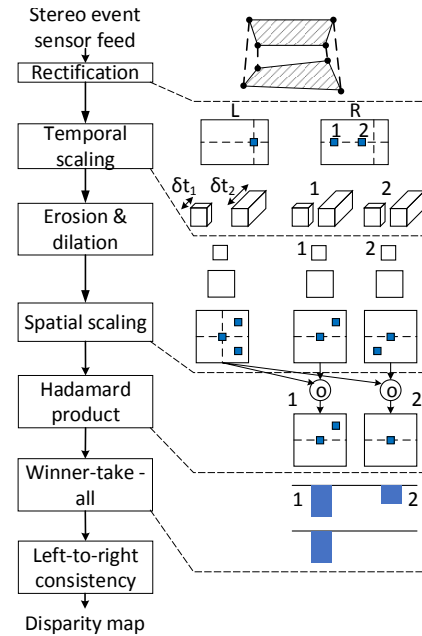 Stereo event
sensor feed
Rectification
L
R
1 2
Temporal
scaling
δt1
δt2
1
2
Erosion &
dilation
1
2
Spatial scaling
o
o
Hadamard
product
1
2
Winner-take -
all
1
2
Left-to-right
consistency
Disparity map